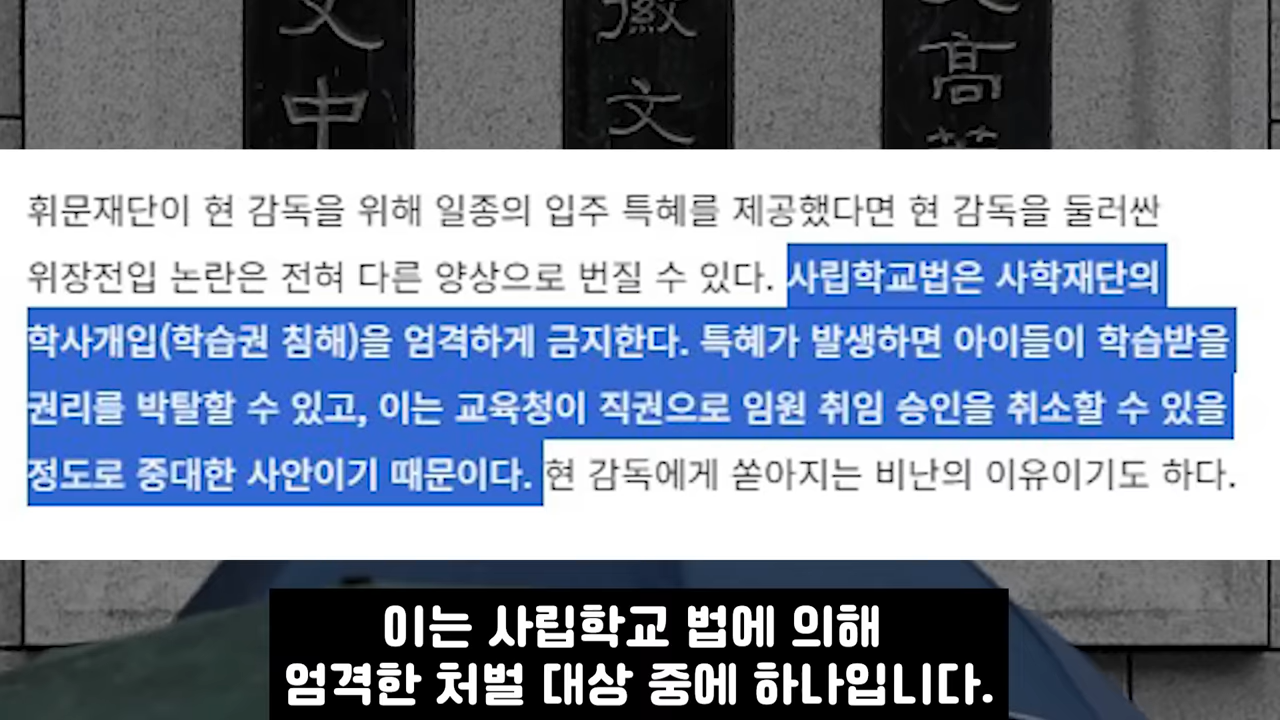 文中
徽文
高等
휘문재단이 현 감독을 위해 일종의 입주 특혜를 제공했다면 현 감독을 둘러싼
위장전입 논란은 전혀 다른 양상으로 번질 수 있다. 사립학교법은 사학재단의
학사개입(학습권 침해)을 엄격하게 금지한다. 특혜가 발생하면 아이들이 학습받을
권리를 박탈할 수 있고, 이는 교육청이 직권으로 임원 취임 승인을 취소할 수 있을
정도로 중대한 사안이기 때문이다. 현 감독에게 쏟아지는 비난의 이유이기도 하다.
이는 사립학교 법에 의해
엄격한 처벌 대상 중에 하나입니다.